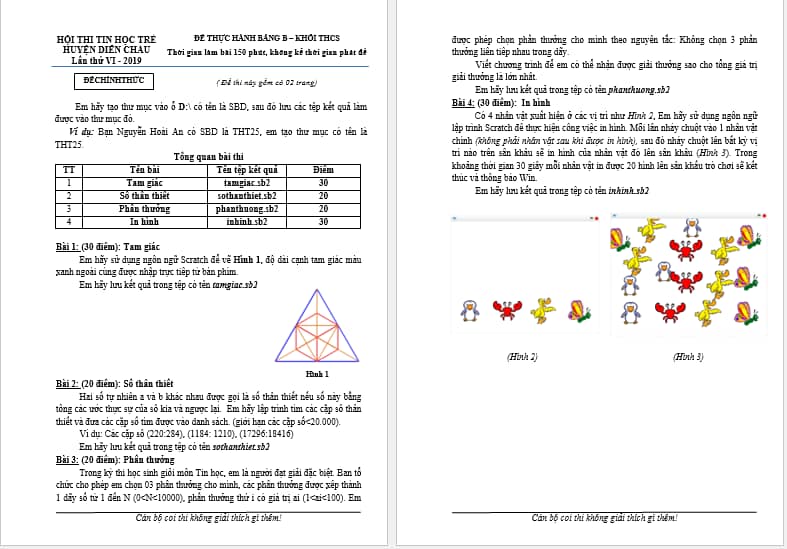 HỘI THI TIN HỌC TRẺ
HUYỆN DIỄN CHÂU
Lần thứ VI - 2019
ĐỀ CHÍNH THỨC
ĐỀ THỰC HÀNH BẢNG B – KHỐI THCS
Thời gian làm bài 150 phút, không kể thời gian phát đề
( Đề thi này gồm có 02 trang)
Em hãy tạo thư mục vào ổ D:\ có tên là SBD, sau đó lưu các tệp kết quả làm
được vào thư mục đó.
Ví dụ: Bạn Nguyễn Hoài An có SBD là THT25, em tạo thư mục có tên là
THT25.
Tổng quan bài thi
TT Tên bài Tên tệp kết quả Điểm
1 Tam giác tamgiac.sb2 30
2 Số thân thiết sothanthiet.sb2 20
3 Phần thưởng phanthuong.sb2 20
4 In hình inhinh.sb2 30
Bài 1: (30 điểm): Tam giác
Em hãy sử dụng ngôn ngữ Scratch để vẽ Hình 1, độ dài cạnh tam giác màu
xanh ngoài cùng được nhập trực tiếp từ bàn phím.
Em hãy lưu kết quả trong tệp có tên tamgiac.sb2
Hình 1
Bài 2: (20 điểm): Số thân thiết
Hai số tự nhiên a và b khác nhau được gọi là số thân thiết nếu số này bằng
tổng các ước thực sự của số kia và ngược lại. Em hãy lập trình tìm các cặp số thân
thiết và đưa các cặp số tìm được vào danh sách. (giới hạn các cặp số<20.000).
Ví dụ: Các cặp số (220:284), (1184: 1210), (17296:18416)
Em hãy lưu kết quả trong tệp có tên sothanthiet.sb2
Bài 3: (20 điểm): Phần thưởng
Trong kỳ thi học sinh giỏi môn Tin học, em là người đạt giải đặc biệt. Ban tổ
chức cho phép em chọn 03 phần thưởng cho mình, các phần thưởng được xếp thành
1 dãy số từ 1 đến N (0<N<10000), phần thưởng thứ i có giá trị ai (1<ai<100). Em
Cán bộ coi thi không giải thích gì thêm!
được phép chọn phần thưởng cho mình theo nguyên tắc: Không chọn 3 phần
thưởng liên tiếp nhau trong dãy.
Viết chương trình để em có thể nhận được giải thưởng sao cho tổng giá trị
giải thưởng là lớn nhất.
Em hãy lưu kết quả trong tệp có tên phanthuong.sb2
Bài 4: (30 điểm): In hình
Có 4 nhân vật xuất hiện ở các vị trí như Hình 2, Em hãy sử dụng ngôn ngữ
lập trình Scratch để thực hiện công việc in hình. Mỗi lần nháy chuột vào 1 nhân vật
chính (không phải nhân vật sau khi được in hình), sau đó nháy chuột lên bất kỳ vị
trí nào trên sân khấu sẽ in hình của nhân vật đó lên sân khấu (Hình 3). Trong
khoảng thời gian 30 giây mỗi nhân vật in được 20 hình lên sân khấu trò chơi sẽ kết
thúc và thông báo Win.
Em hãy lưu kết quả trong tệp có tên inhinh.sb2
(Hình 2) (Hình 3)
Cán bộ coi thi không giải thích gì thêm!